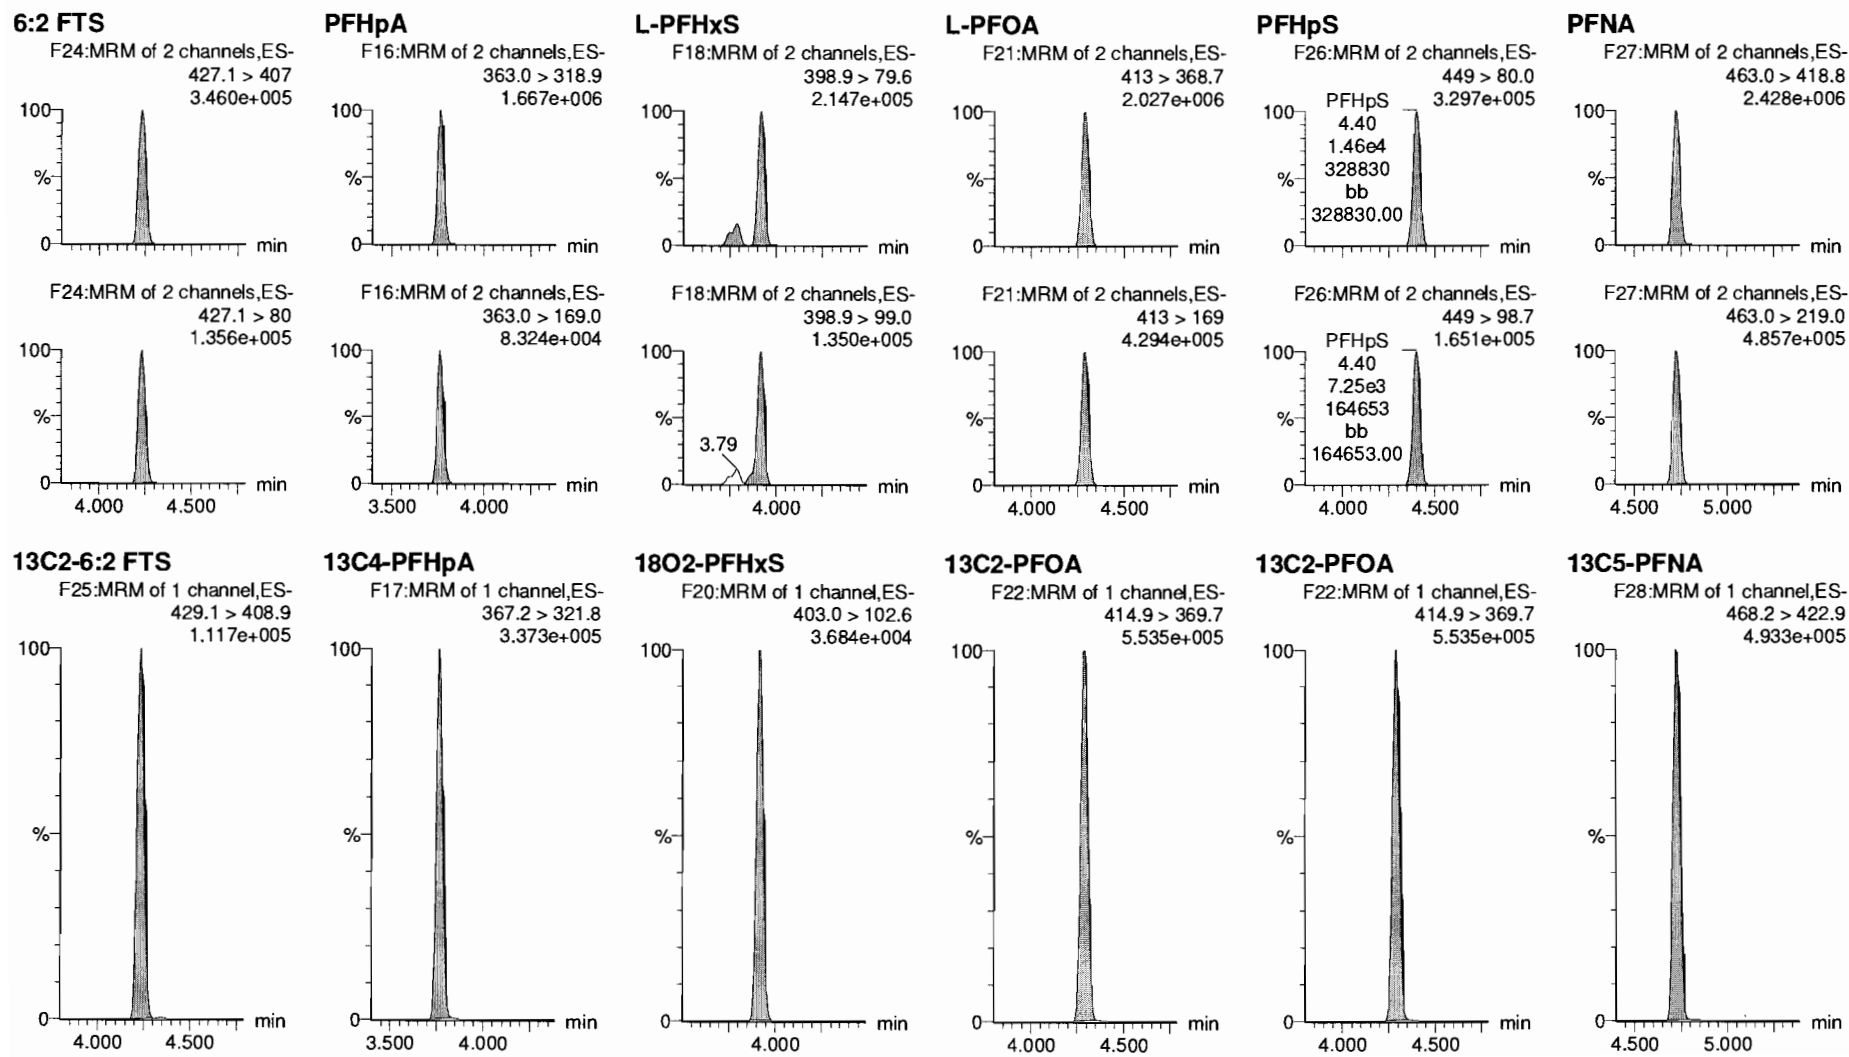 6:2 FTS
F24:MRM of 2 channels,ES-
427.1 > 407
3.460e+005
100
%
0
min
F24:MRM of 2 channels,ES-
427.1 > 80
1.356e+005
100
%
0
min
4.000 4.500
PFHpA
F16:MRM of 2 channels,ES-
363.0 > 318.9
1.667e+006
100
%
0
min
F16:MRM of 2 channels,ES-
363.0 > 169.0
8.324e+004
100
%
0
min
3.500 4.000
L-PFHxS
F18:MRM of 2 channels,ES-
398.9 > 79.6
2.147e+005
100
%
0
min
F18:MRM of 2 channels,ES-
398.9 > 99.0
1.350e+005
100
3.79
%
0
min
4.000
L-PFOA
F21:MRM of 2 channels,ES-
413 > 368.7
2.027e+006
100
%
0
min
F21:MRM of 2 channels,ES-
413 > 169
4.294e+005
100
%
0
min
4.000 4.500
PFHpS
F26:MRM of 2 channels,ES-
449 > 80.0
3.297e+005
100
PFHpS
4.40
1.46e4
328830
bb
328830.00
%
0
min
F26:MRM of 2 channels,ES-
449 > 98.7
1.651e+005
100
PFHpS
4.40
7.25e3
164653
bb
164653.00
%
0
min
4.000 4.500
PFNA
F27:MRM of 2 channels,ES-
463.0 > 418.8
2.428e+006
100
%
0
min
F27:MRM of 2 channels,ES-
463.0 > 219.0
4.857e+005
100
%
0
min
4.500 5.000
13C2-6:2 FTS
F25:MRM of 1 channel,ES-
429.1 > 408.9
1.117e+005
100
%
0
min
4.000 4.500
13C4-PFHpA
F17:MRM of 1 channel,ES-
367.2 > 321.8
3.373e+005
100
%
0
min
3.500 4.000
18O2-PFHxS
F20:MRM of 1 channel,ES-
403.0 > 102.6
3.684e+004
100
%
0
min
4.000
13C2-PFOA
F22:MRM of 1 channel,ES-
414.9 > 369.7
5.535e+005
100
%
0
min
4.000 4.500
13C2-PFOA
F22:MRM of 1 channel,ES-
414.9 > 369.7
5.535e+005
100
%
0
min
4.000 4.500
13C5-PFNA
F28:MRM of 1 channel,ES-
468.2 > 422.9
4.933e+005
100
%
0
min
4.500 5.000